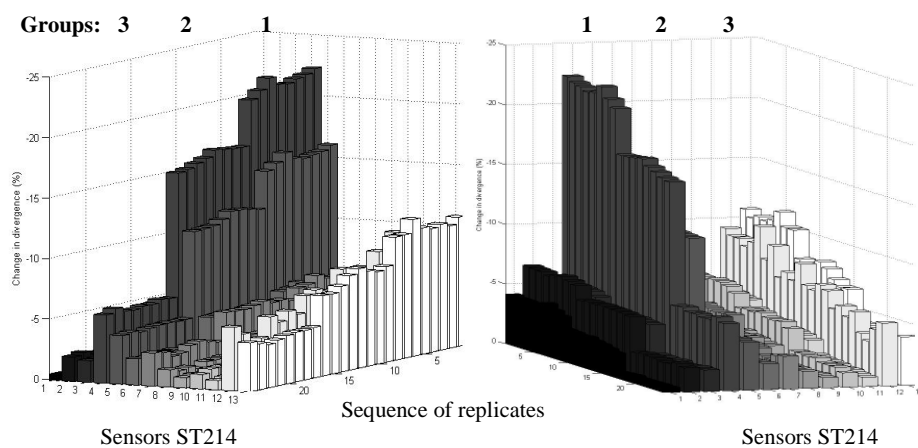 Groups: 3 2 1
1 2 3
-25
-20
-15
-10
-5
0
Change in divergence (%)
1 2 3 4 5 6 7 8 9 10 11 12 13
20 15 10 5
-25
-20
-15
-10
-5
0
Change in divergence (%)
5 10 15 20
1 2 3 4 5 6 7 8 9 10 11 12
Sequence of replicates
Sensors ST214
Sensors ST214